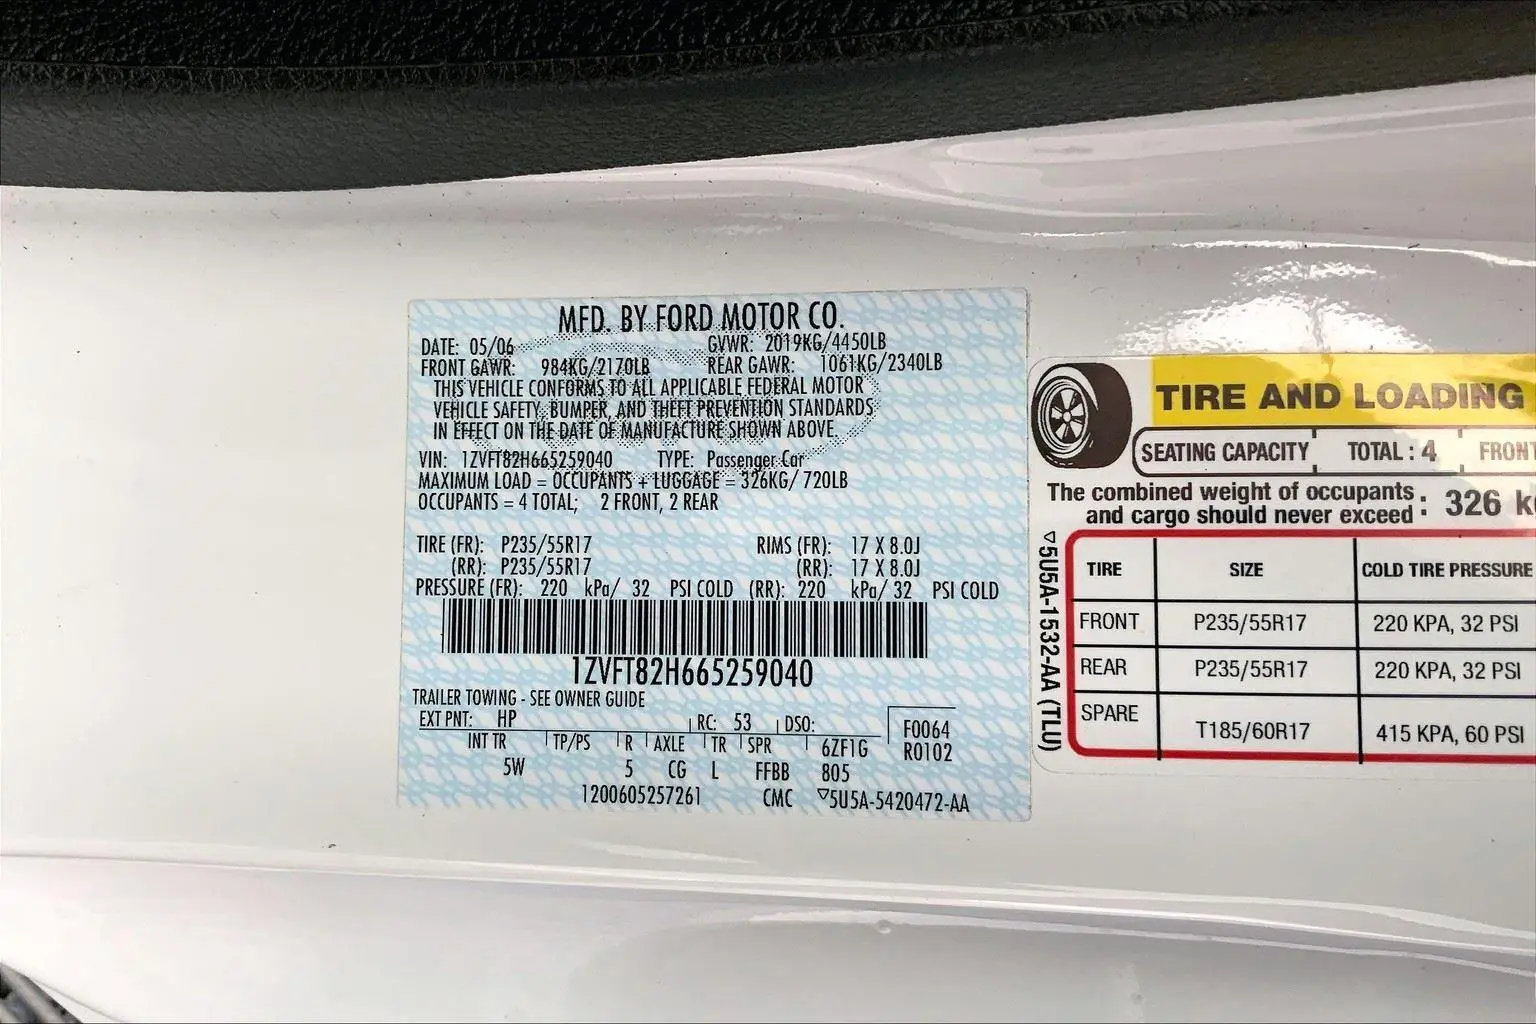 MFD. BY FORD MOTOR CO.
DATE: 05/06 GVWR: 2019KG/4450LB
FRONT GAWR: 984KG/2170LB REAR GAWR: 1061KG/2340LB
THIS VEHICLE CONFORMS TO ALL APPLICABLE FEDERAL MOTOR
VEHICLE SAFETY, BUMPER, AND THEFT PREVENTION STANDARDS
IN EFFECT ON THE DATE OF MANUFACTURE SHOWN ABOVE.
VIN: 1ZVFT82H665259040 TYPE: Passenger Car
MAXIMUM LOAD = OCCUPANTS + LUGGAGE = 326KG/ 720LB
OCCUPANTS = 4 TOTAL; 2 FRONT, 2 REAR
TIRE (FR): P235/55R17 RIMS (FR): 17 X 8.0J
(RR): P235/55R17 (RR): 17 X 8.0J
PRESSURE (FR): 220 kPa/ 32 PSI COLD (RR): 220 kPa/ 32 PSI COLD
1ZVFT82H665259040
TRAILER TOWING - SEE OWNER GUIDE
EXT PNT: HP RC: 53 DSO:
F0064
R0102
INT TR TP/PS R AXLE TR SPR 6ZF1G
5W 5 CG L FFBB 805
1200605257261 CMC ▽5U5A-5420472-AA
TIRE AND LOADING
SEATING CAPACITY TOTAL : 4 FRONT
The combined weight of occupants
and cargo should never exceed : 326 k
▽5U5A-1532-AA (TLU)
TIRE SIZE COLD TIRE PRESSURE
FRONT P235/55R17 220 KPA, 32 PSI
REAR P235/55R17 220 KPA, 32 PSI
SPARE T185/60R17 415 KPA, 60 PSI